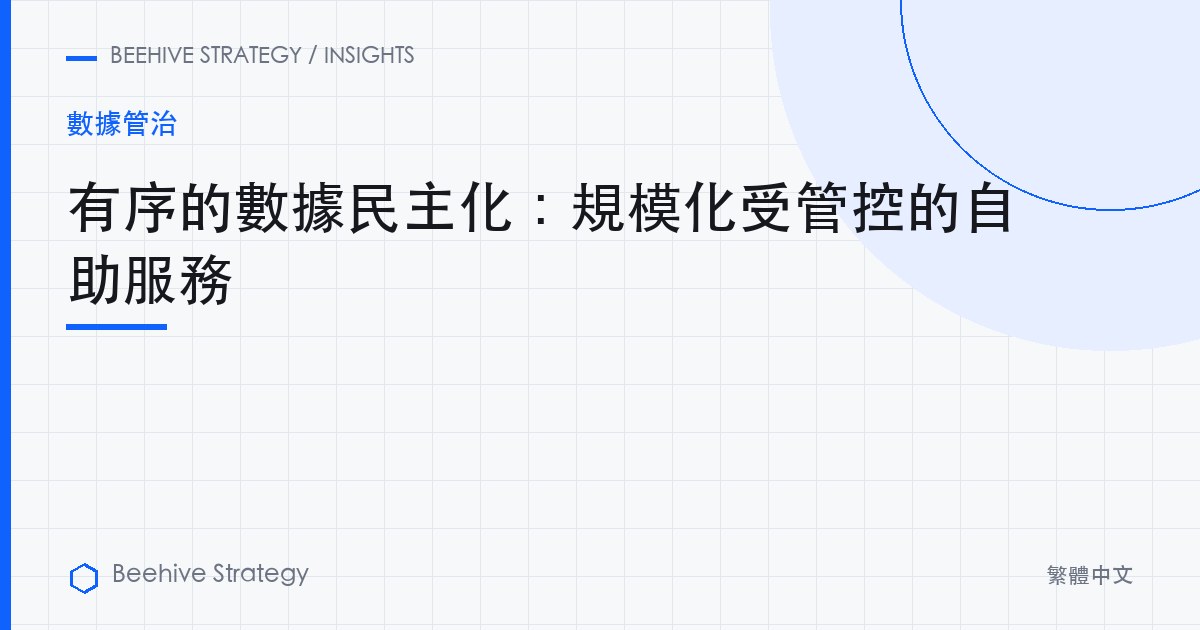 BEEHIVE STRATEGY / INSIGHTS
數據管治
有序的數據民主化：規模化受管控的自
助服務
Beehive Strategy
繁體中文